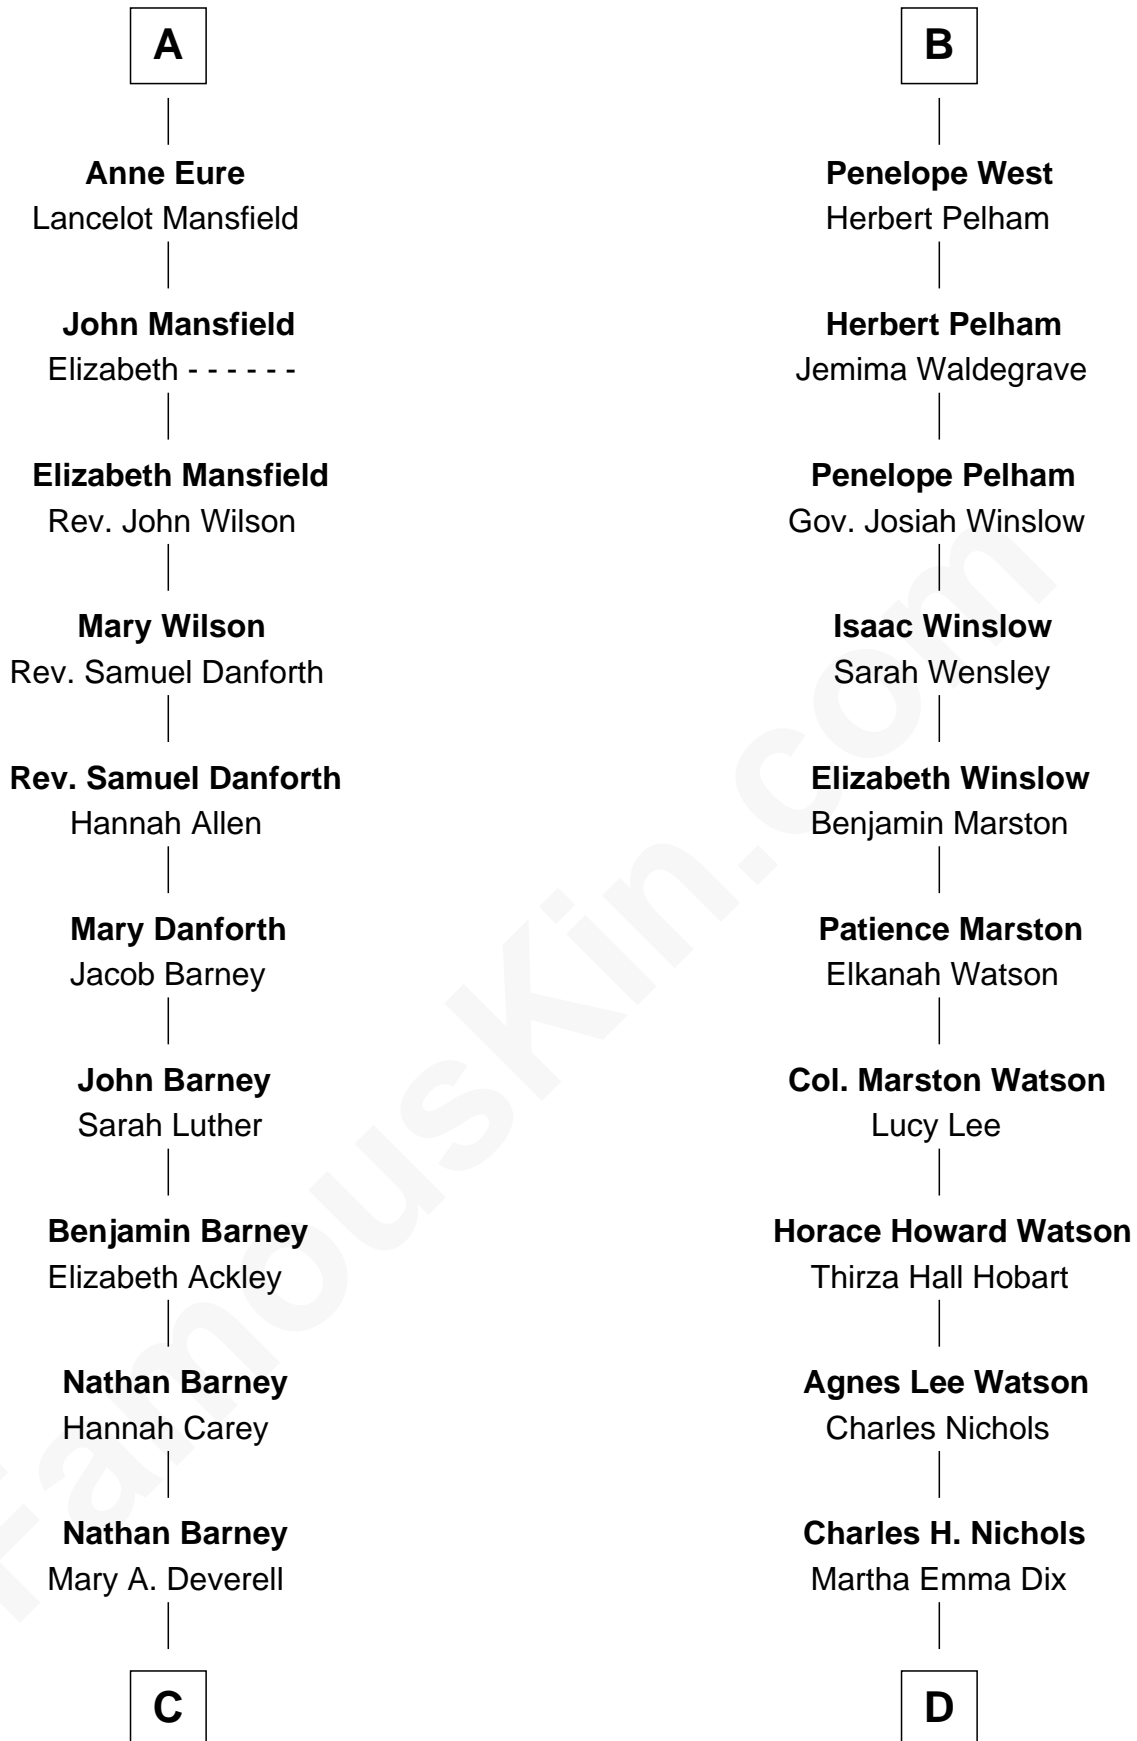 A
Anne Eure
Lancelot Mansfield
John Mansfield
Elizabeth - - - - - -
Elizabeth Mansfield
Rev. John Wilson
Mary Wilson
Rev. Samuel Danforth
Rev. Samuel Danforth
Hannah Allen
Mary Danforth
Jacob Barney
John Barney
Sarah Luther
Benjamin Barney
Elizabeth Ackley
Nathan Barney
Hannah Carey
Nathan Barney
Mary A. Deverell
C
B
Penelope West
Herbert Pelham
Herbert Pelham
Jemima Waldegrave
Penelope Pelham
Gov. Josiah Winslow
Isaac Winslow
Sarah Wensley
Elizabeth Winslow
Benjamin Marston
Patience Marston
Elkanah Watson
Col. Marston Watson
Lucy Lee
Horace Howard Watson
Thirza Hall Hobart
Agnes Lee Watson
Charles Nichols
Charles H. Nichols
Martha Emma Dix
D
FamousKin.com